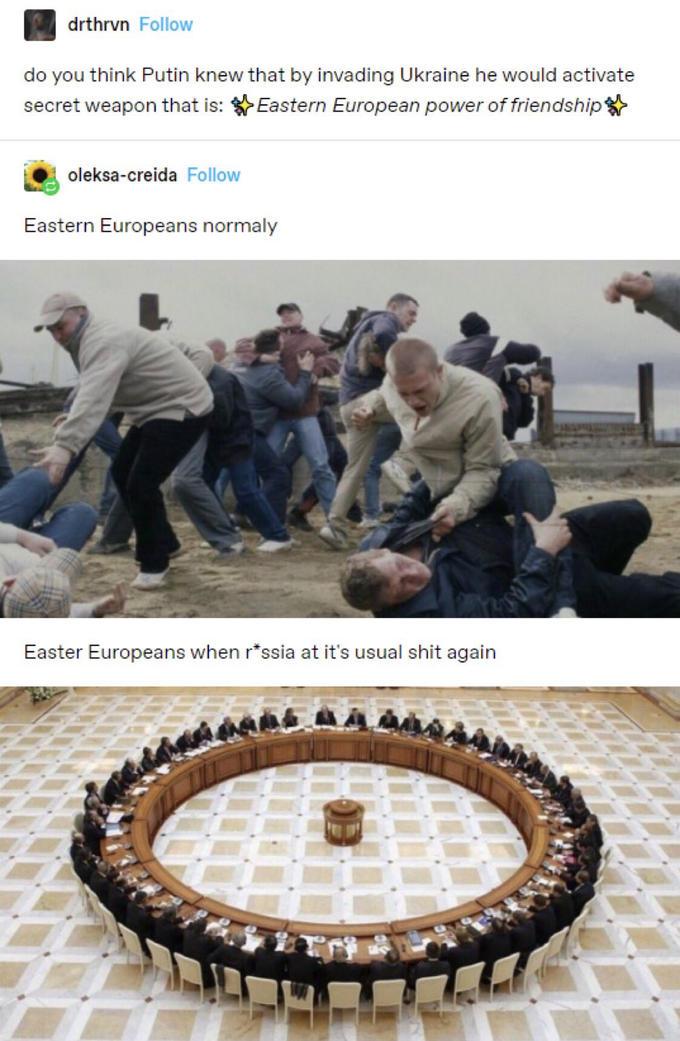 drthrvn Follow
do you think Putin knew that by invading Ukraine he would activate
secret weapon that is: ✨Eastern European power of friendship✨
oleksa-creida Follow
Eastern Europeans normaly
Easter Europeans when r*ssia at it's usual shit again